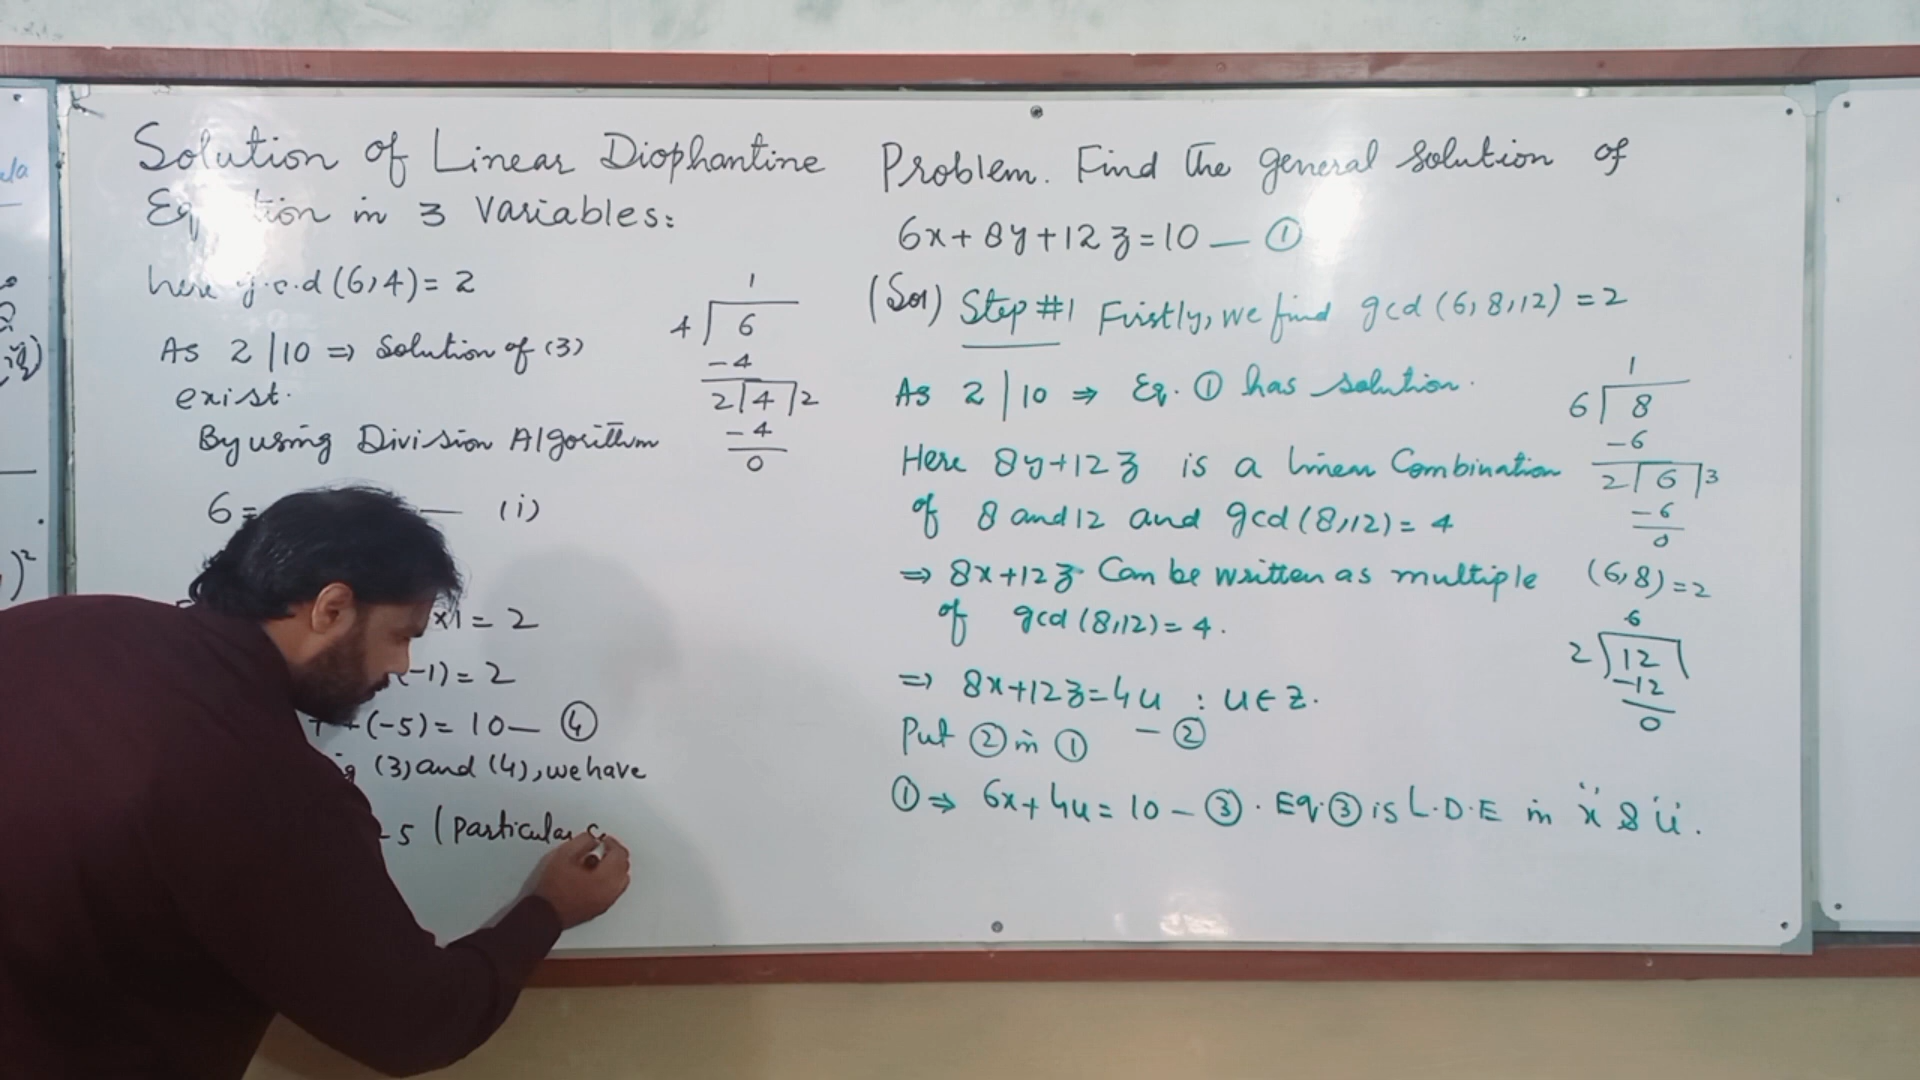 Solution of Linear Diophantine
Eq tion in 3 Variables:
here g.c.d (6,4) = 2
As 2 | 10 ⇒ Solution of (3)
exist.
By using Division Algorithm
6 = — (i)
×1 = 2
(-1) = 2
(-5) = 10 — ④
(3) and (4), we have
-5 (Particular
1
4 6
-4
2 4 2
-4
0
Problem. Find the general solution of
6x + 8y + 12z = 10 — ①
(Sol) Step #1 Firstly, we find gcd (6, 8, 12) = 2
As 2 | 10 ⇒ Eq. ① has solution.
Here 8y+12z is a linear Combination
of 8 and 12 and gcd (8,12) = 4
⇒ 8x+12z Can be written as multiple
of gcd (8,12) = 4.
⇒ 8x+12z = 4u : u ∈ Z.
Put ② in ① — ②
① ⇒ 6x + 4u = 10 — ③. Eq. ③ is L.D.E in "x & u".
1
6 8
-6
2 6 3
-6
0
(6,8) = 2
6
2 12
-12
0